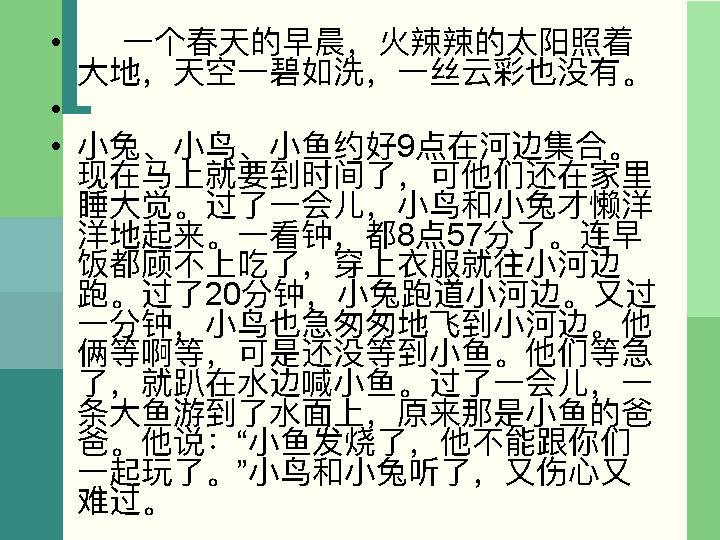 • 一个春天的早晨，火辣辣的太阳照着
大地，天空一碧如洗，一丝云彩也没有。
•
• 小兔、小鸟、小鱼约好9点在河边集合。
现在马上就要到时间了，可他们还在家里
睡大觉。过了一会儿，小鸟和小兔才懒洋
洋地起来。一看钟，都8点57分了。连早
饭都顾不上吃了，穿上衣服就往小河边
跑。过了20分钟，小兔跑道小河边。又过
一分钟，小鸟也急匆匆地飞到小河边。他
俩等啊等，可是还没等到小鱼。他们等急
了，就趴在水边喊小鱼。过了一会儿，一
条大鱼游到了水面上，原来那是小鱼的爸
爸。他说：“小鱼发烧了，他不能跟你们
一起玩了。”小鸟和小兔听了，又伤心又
难过。